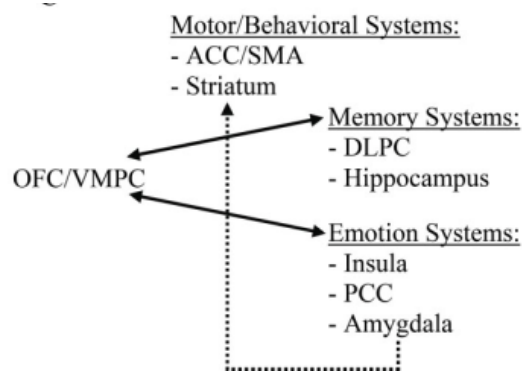 Motor/Behavioral Systems:
- ACC/SMA
- Striatum
Memory Systems:
- DLPC
- Hippocampus
OFC/VMPC
Emotion Systems:
- Insula
- PCC
- Amygdala